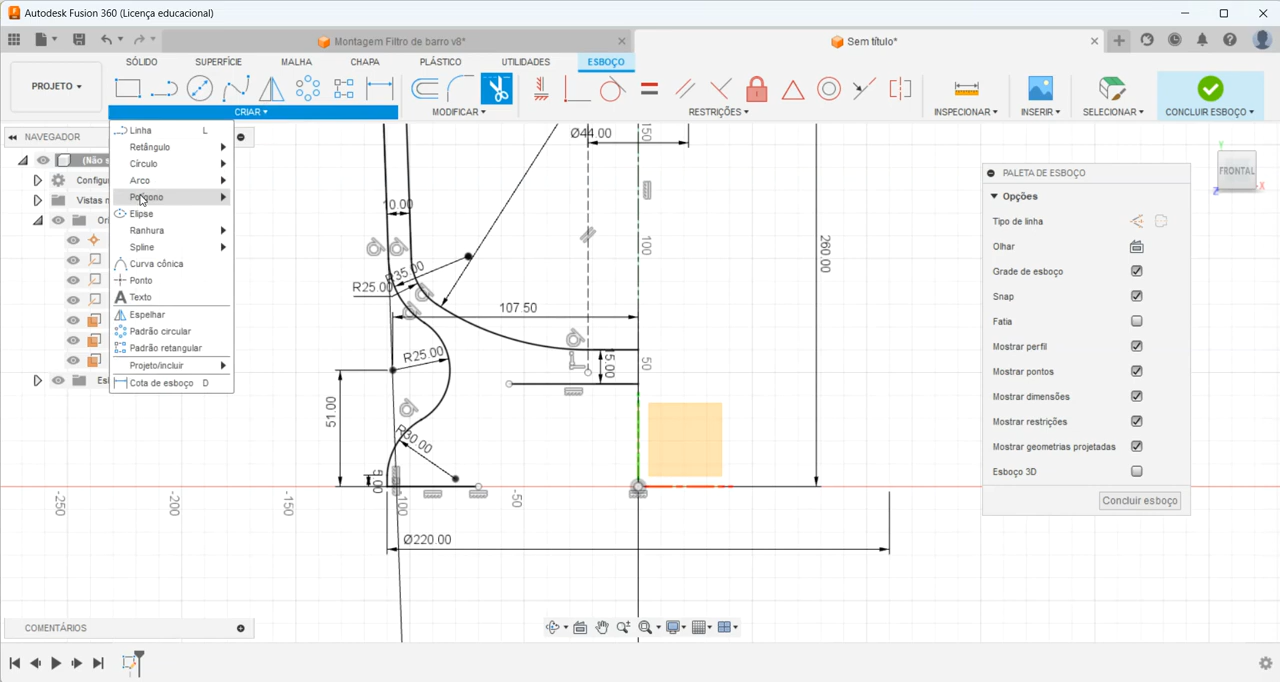 Autodesk Fusion 360 (Licença educacional)
Montagem Filtro de barro v8*
Sem título*
SÓLIDO SUPERFÍCIE MALHA CHAPA PLÁSTICO UTILIDADES ESBOÇO
PROJETO
CRIAR MODIFICAR RESTRIÇÕES INSPECIONAR INSERIR SELECIONAR CONCLUIR ESBOÇO
NAVEGADOR
(Não s
Configu
Vistas n
Ori
Es
Linha L
Retângulo
Círculo
Arco
Polígono
Elipse
Ranhura
Spline
Curva cônica
Ponto
Texto
Espelhar
Padrão circular
Padrão retangular
Projeto/incluir
Cota de esboço D
Ø44.00
150
10.00
100
260.00
R35.00
R25.00
107.50
R25.00
15.00
50
51.00
R30.00
-250
-200
-150
100
-50
Ø220.00
FRONTAL
PALETA DE ESBOÇO
Opções
Tipo de linha
Olhar
Grade de esboço
Snap
Fatia
Mostrar perfil
Mostrar pontos
Mostrar dimensões
Mostrar restrições
Mostrar geometrias projetadas
Esboço 3D
Concluir esboço
COMENTÁRIOS